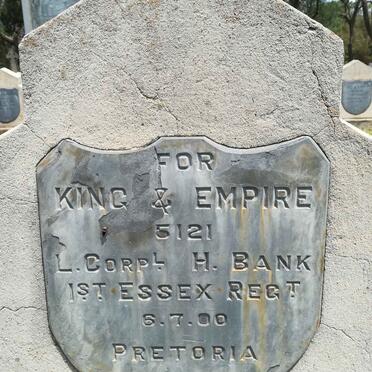 FOR
KING & EMPIRE
5121
L. CORPL H. BANK
1ST ESSEX REGT
6.7.00
PRETORIA